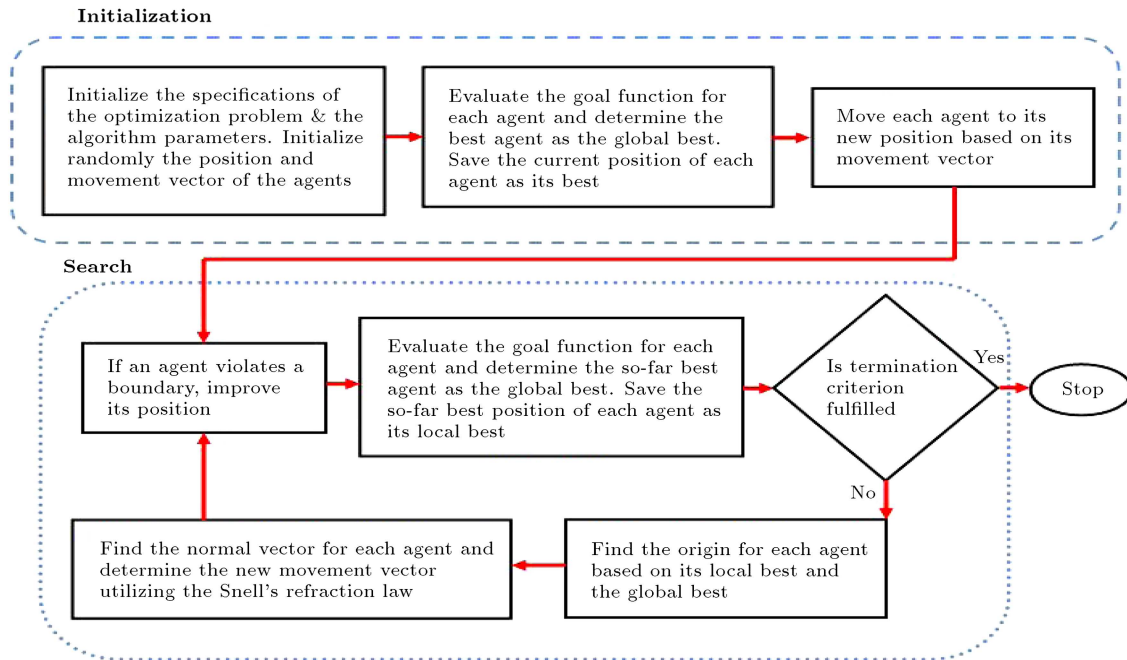 Initialization
Initialize the specifications of
the optimization problem & the
algorithm parameters. Initialize
randomly the position and
movement vector of the agents
Evaluate the goal function for
each agent and determine the
best agent as the global best.
Save the current position of each
agent as its best
Move each agent to its
new position based on its
movement vector
Search
If an agent violates a
boundary, improve
its position
Evaluate the goal function for each
agent and determine the so-far best
agent as the global best. Save the
so-far best position of each agent as
its local best
Is termination
criterion
fulfilled
Yes
Stop
No
Find the normal vector for each agent and
determine the new movement vector
utilizing the Snell's refraction law
Find the origin for each agent
based on its local best and
the global best